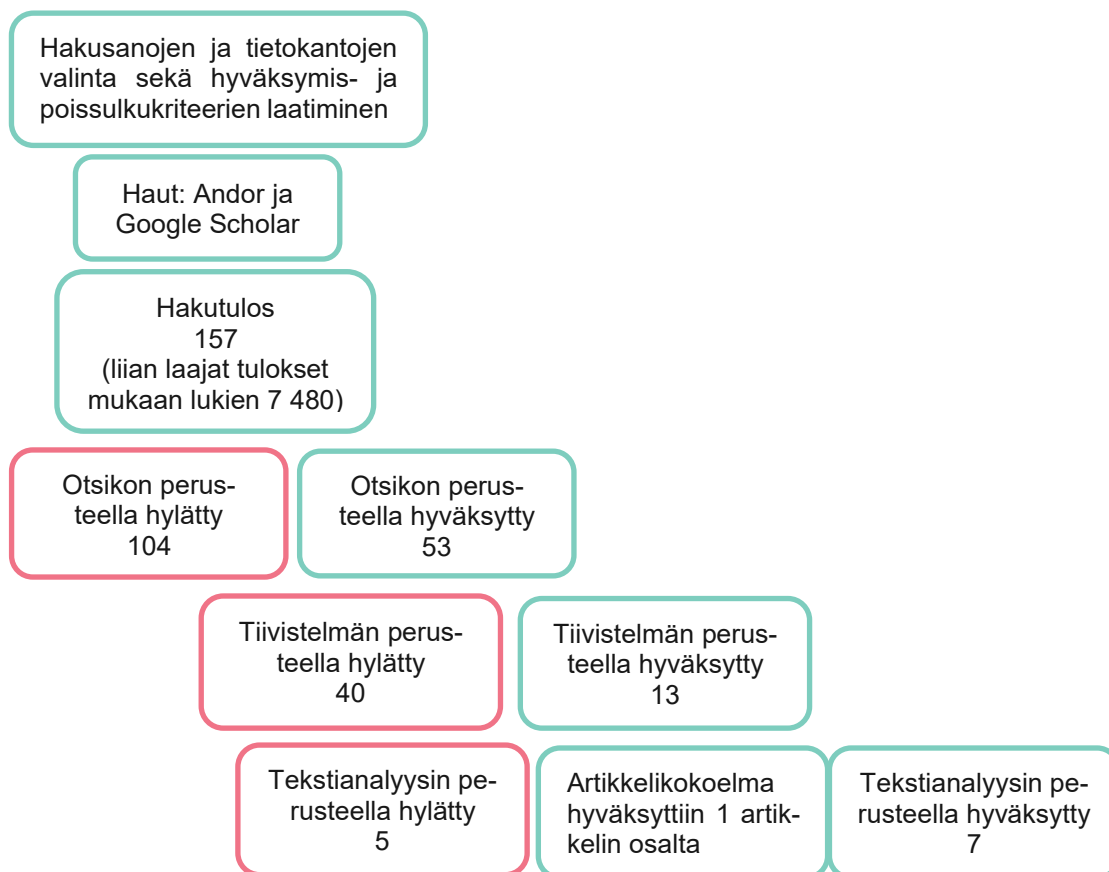 Hakusanojen ja tietokantojen
valinta sekä hyväksymis- ja
poissulkukriteerien laatiminen
Haut: Andor ja
Google Scholar
Hakutulos
157
(liian laajat tulokset
mukaan lukien 7 480)
Otsikon perus-
teella hylätty
104
Otsikon perus-
teella hyväksytty
53
Tiivistelmän perus-
teella hylätty
40
Tiivistelmän perus-
teella hyväksytty
13
Tekstianalyysin pe-
rusteella hylätty
5
Artikkelikokoelma
hyväksyttiin 1 artik-
kelin osalta
Tekstianalyysin pe-
rusteella hyväksytty
7